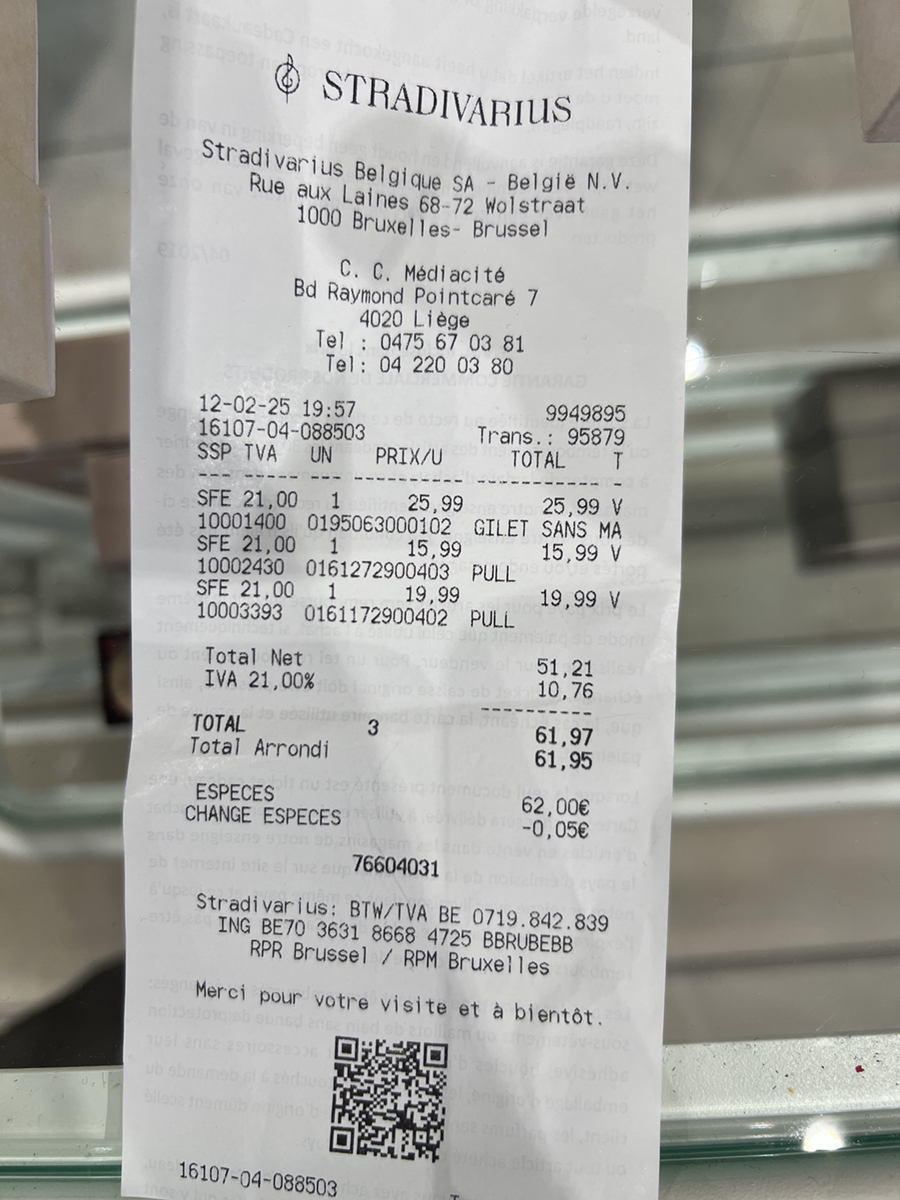 STRADIVARIUS
Stradivarius Belgique SA - België N.V.
Rue aux Laines 68-72 Wolstraat
1000 Bruxelles- Brussel
C. C. Médiacité
Bd Raymond Pointcaré 7
4020 Liège
Tel : 0475 67 03 81
Tel: 04 220 03 80
12-02-25 19:57 9949895
16107-04-088503 Trans.: 95879
SSP TVA UN PRIX/U TOTAL T
SFE 21,00 1 25,99 25,99 V
10001400 0195063000102 GILET SANS MA
SFE 21,00 1 15,99 15,99 V
10002430 0161272900403 PULL
SFE 21,00 1 19,99 19,99 V
10003393 0161172900402 PULL
Total Net 51,21
IVA 21,00% 10,76
TOTAL 3 61,97
Total Arrondi 61,95
ESPECES 62,00€
CHANGE ESPECES -0,05€
76604031
Stradivarius: BTW/TVA BE 0719.842.839
ING BE70 3631 8668 4725 BBRUBEBB
RPR Brussel / RPM Bruxelles
Merci pour votre visite et à bientôt.
16107-04-088503